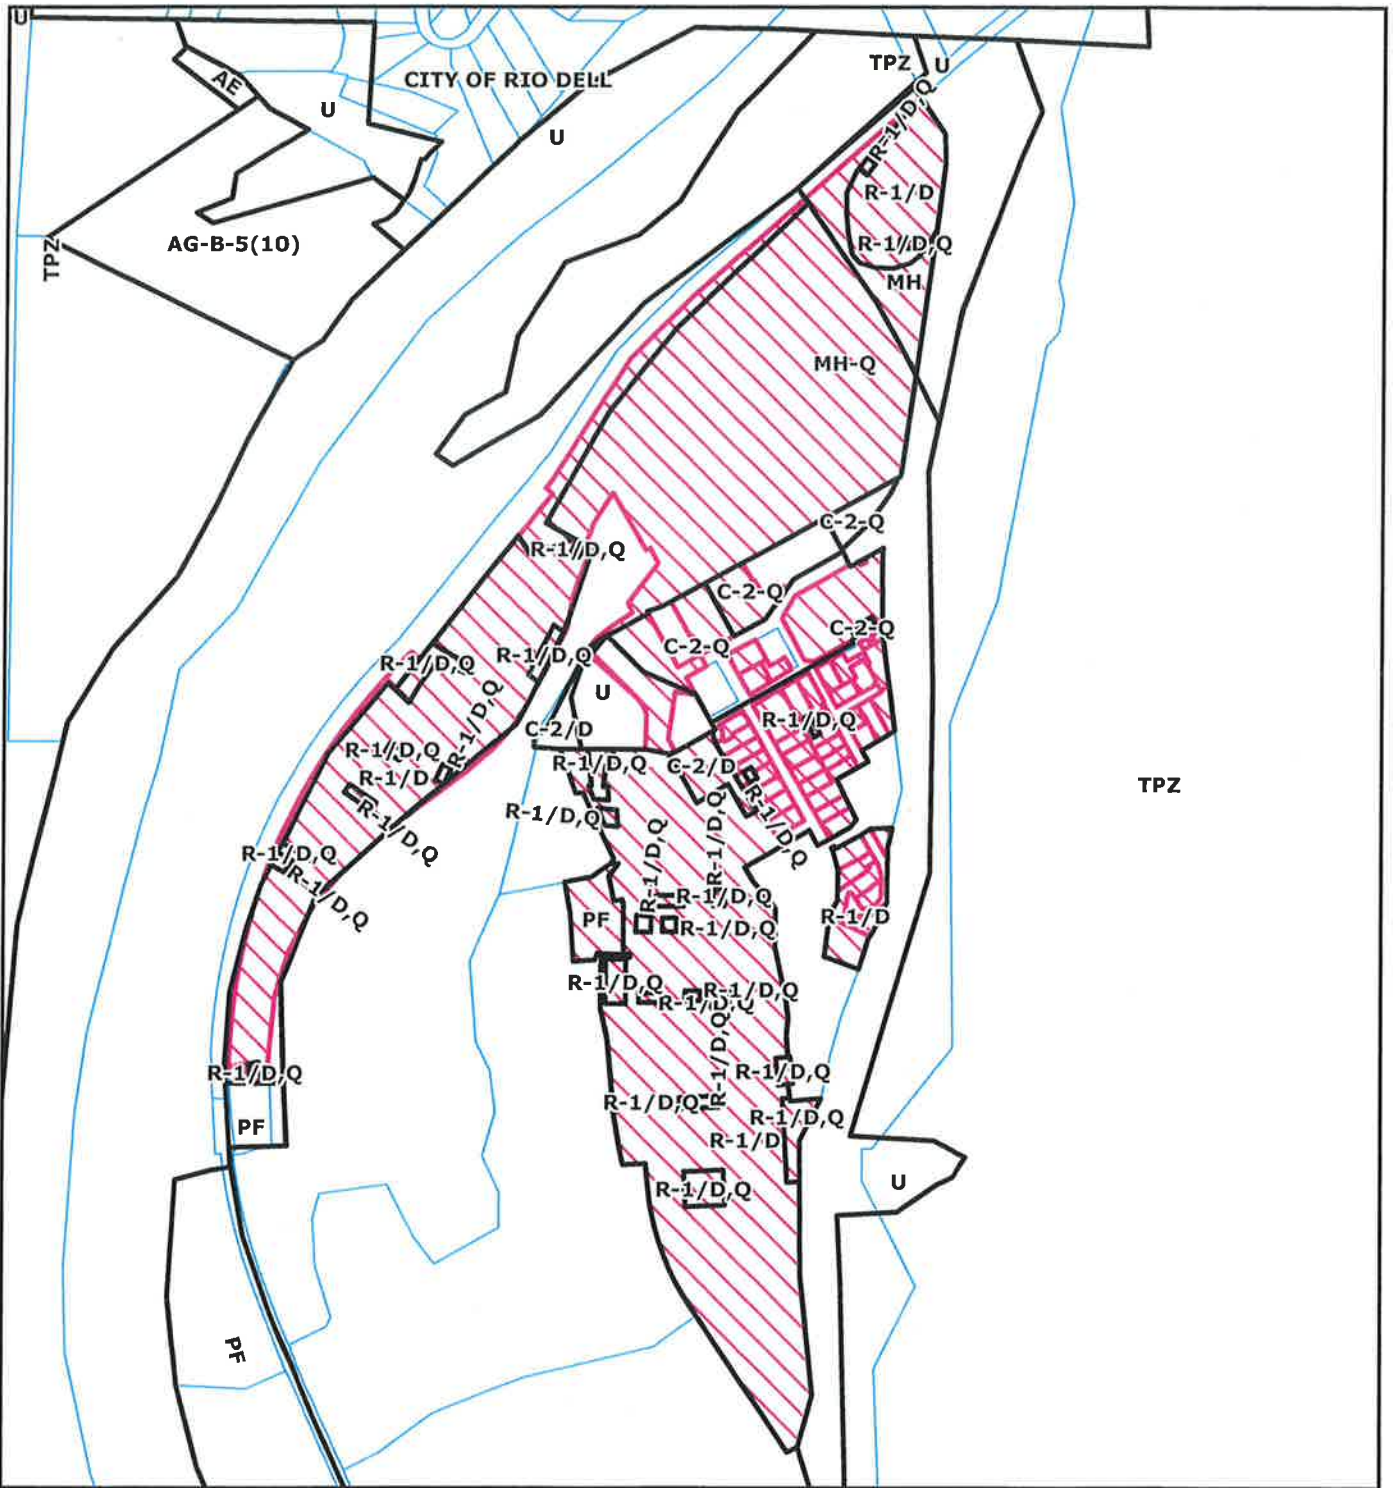 U
TPZ
U
AE
CITY OF RIO DELL
U
U
R-1/D,Q
R-1/D
AG-B-5(10)
R-1/D,Q
TPZ
MH
MH-Q
C-2-Q
R-1/D,Q
C-2-Q
C-2-Q
C-2-Q
R-1/D,Q
R-1/D,Q
U
R-1/D,Q
R-1/D,Q
C-2/D
R-1/D,Q
R-1/D,Q
C-2/D
R-1/D
TPZ
R-1/D,Q
R-1/D,Q
R-1/D,Q
R-1/D,Q
R-1/D,Q
R-1/D,Q
R-1/D,Q
R-1/D,Q
R-1/D,Q
PF
R-1/D
R-1/D,Q
R-1/D,Q
R-1/D,Q
R-1/D,Q
R-1/D,Q
R-1/D,Q
R-1/D,Q
R-1/D,Q
R-1/D,Q
PF
R-1/D
U
R-1/D,Q
PF